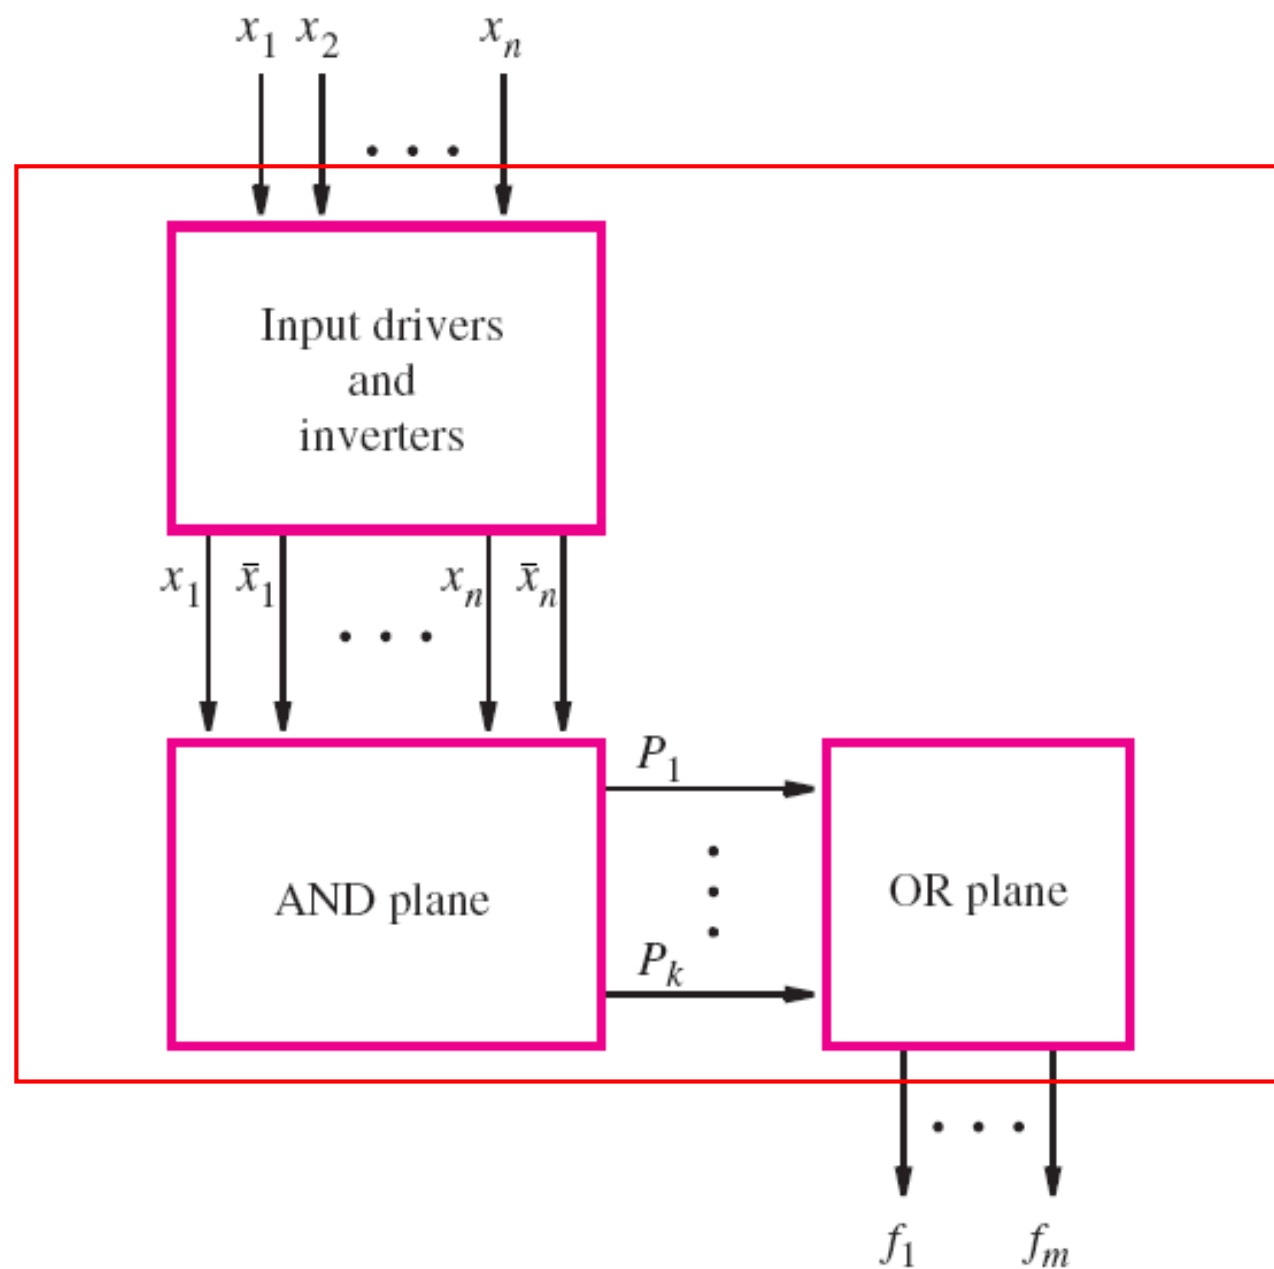 x₁ x₂ xₙ
Input drivers
and
inverters
x₁ x̄₁ xₙ x̄ₙ
P₁
AND plane
OR plane
Pₖ
f₁ fₘ